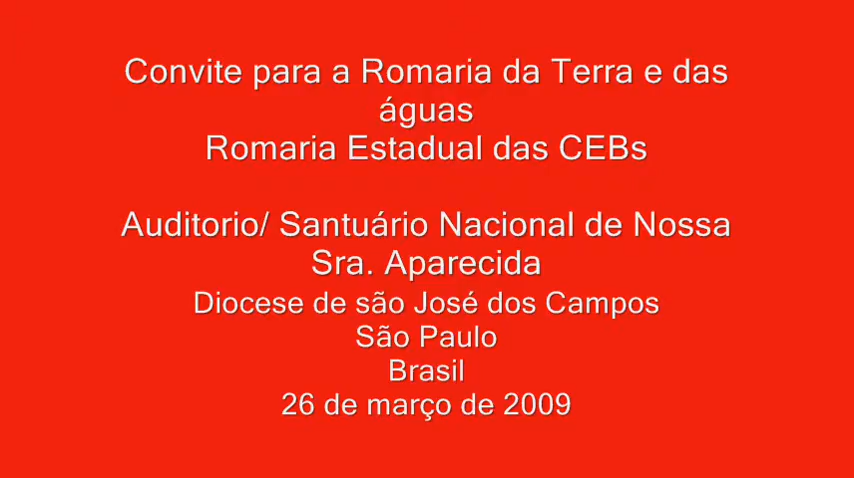 Convite para a Romaria da Terra e das
águas
Romaria Estadual das CEBs
Auditorio/ Santuário Nacional de Nossa
Sra. Aparecida
Diocese de são José dos Campos
São Paulo
Brasil
26 de março de 2009